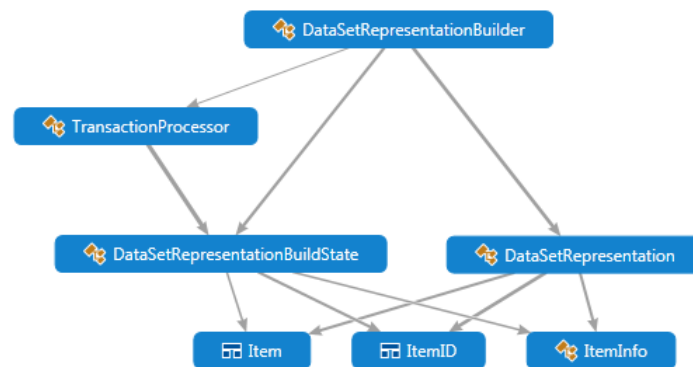 DataSetRepresentationBuilder
TransactionProcessor
DataSetRepresentationBuildState
DataSetRepresentation
Item
ItemID
ItemInfo